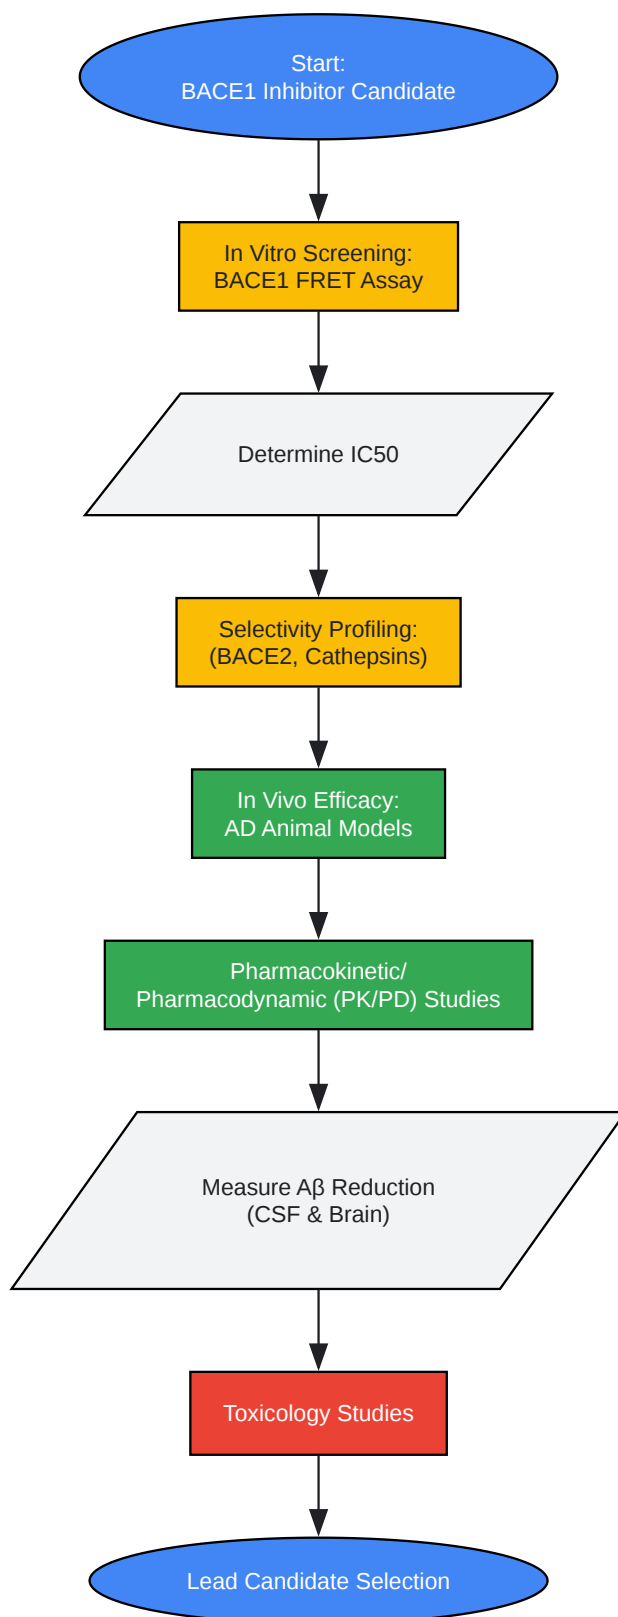 Start:
BACE1 Inhibitor Candidate
In Vitro Screening:
BACE1 FRET Assay
Determine IC50
Selectivity Profiling:
(BACE2, Cathepsins)
In Vivo Efficacy:
AD Animal Models
Pharmacokinetic/
Pharmacodynamic (PK/PD) Studies
Measure Aβ Reduction
(CSF & Brain)
Toxicology Studies
Lead Candidate Selection